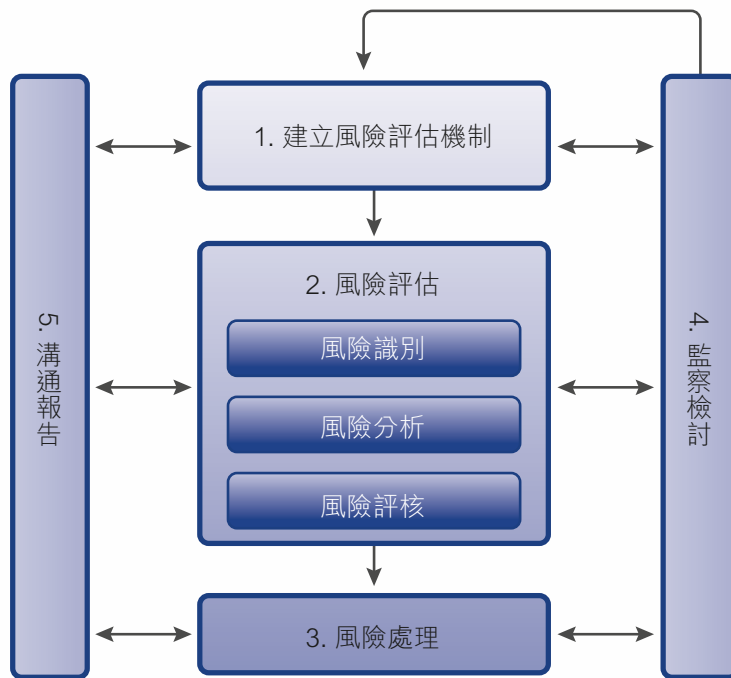 1. 建立風險評估機制
2. 風險評估
風險識別
風險分析
風險評核
3. 風險處理
4. 監察檢討
5. 溝通報告